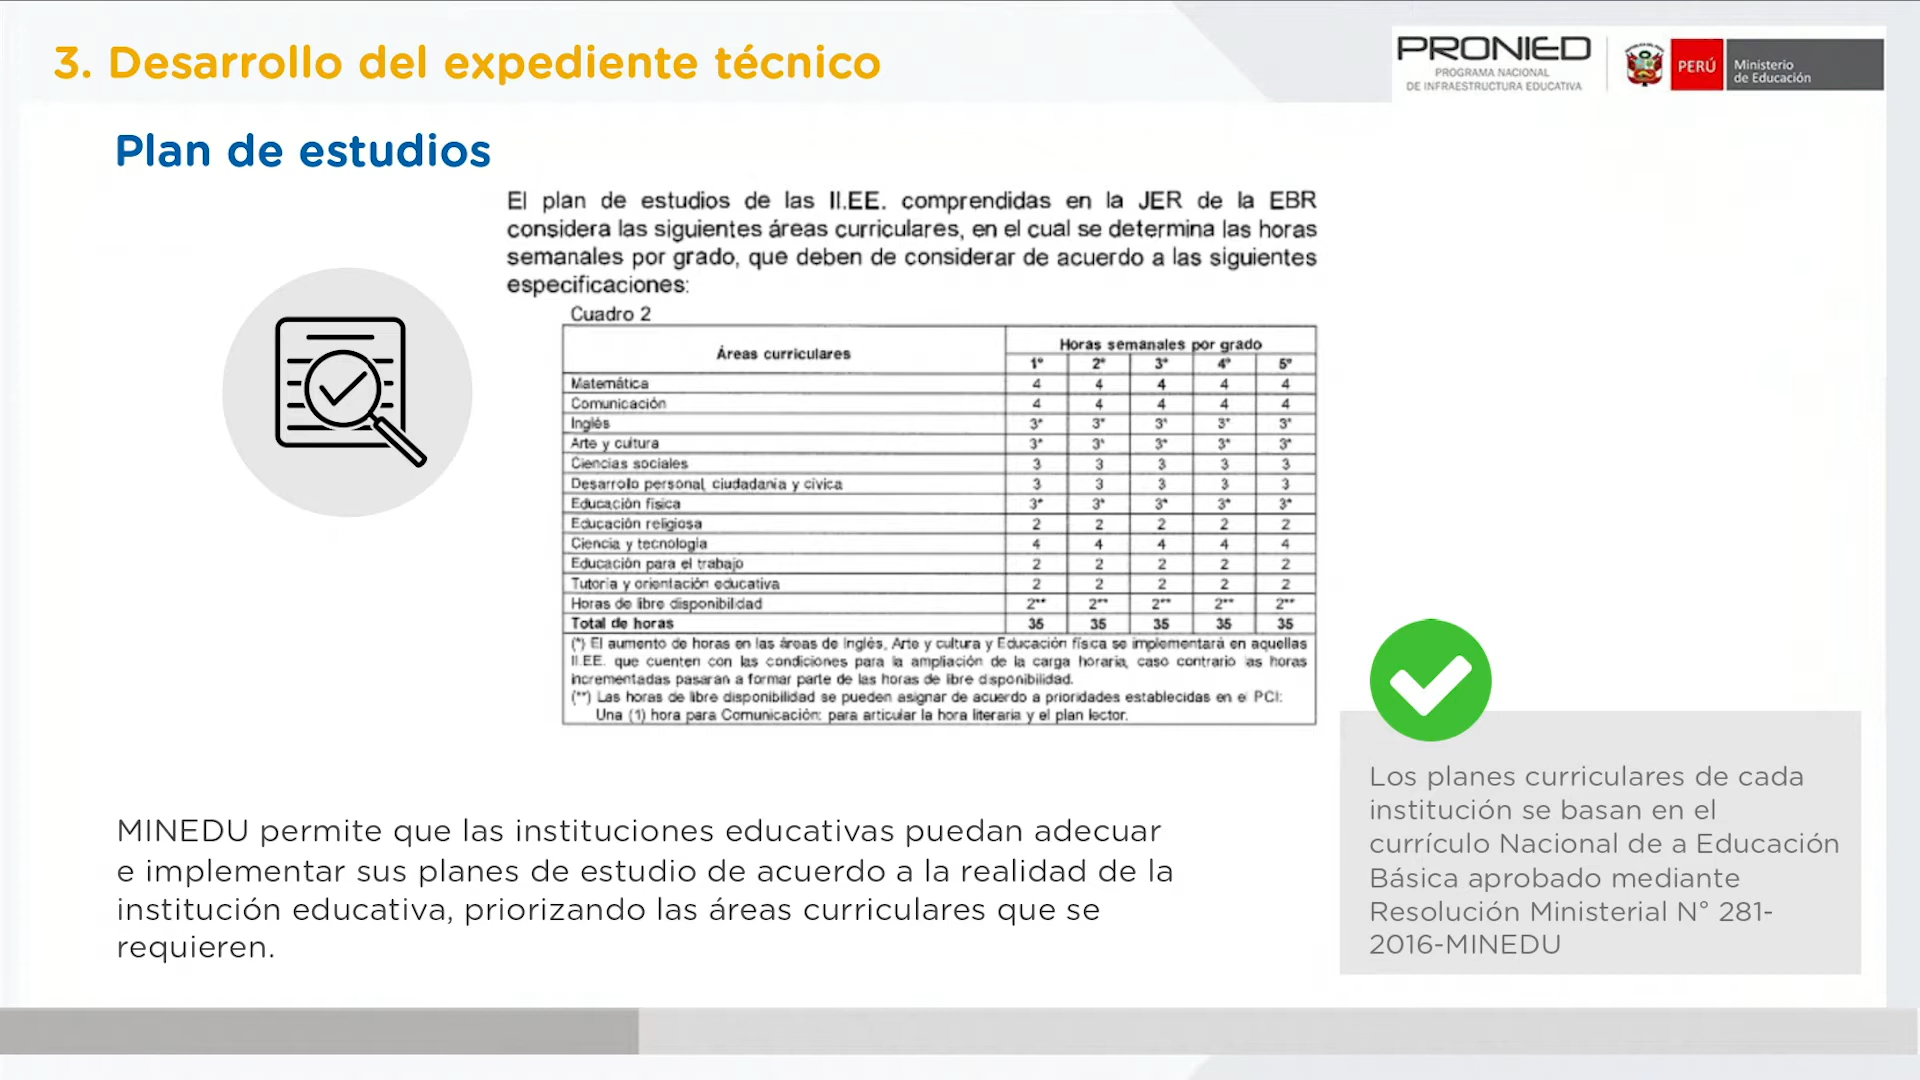 3. Desarrollo del expediente técnico
PRONIED
PROGRAMA NACIONAL
DE INFRAESTRUCTURA EDUCATIVA
PERÚ
Ministerio
de Educación
Plan de estudios
El plan de estudios de las II.EE. comprendidas en la JER de la EBR
considera las siguientes áreas curriculares, en el cual se determina las horas
semanales por grado, que deben de considerar de acuerdo a las siguientes
especificaciones:
Cuadro 2
Áreas curriculares Horas semanales por grado
1° 2° 3° 4° 5°
Matemática 4 4 4 4 4
Comunicación 4 4 4 4 4
Inglés 3* 3* 3* 3* 3*
Arte y cultura 3* 3* 3* 3* 3*
Ciencias sociales 3 3 3 3 3
Desarrollo personal, ciudadanía y cívica 3 3 3 3 3
Educación física 3* 3* 3* 3* 3*
Educación religiosa 2 2 2 2 2
Ciencia y tecnología 4 4 4 4 4
Educación para el trabajo 2 2 2 2 2
Tutoría y orientación educativa 2 2 2 2 2
Horas de libre disponibilidad 2** 2** 2** 2** 2**
Total de horas 35 35 35 35 35
(*) El aumento de horas en las áreas de Inglés, Arte y cultura y Educación física se implementará en aquellas
II.EE. que cuenten con las condiciones para la ampliación de la carga horaria, caso contrario las horas
incrementadas pasaran a formar parte de las horas de libre disponibilidad.
(**) Las horas de libre disponibilidad se pueden asignar de acuerdo a prioridades establecidas en el PCI:
Una (1) hora para Comunicación: para articular la hora literaria y el plan lector.
MINEDU permite que las instituciones educativas puedan adecuar
e implementar sus planes de estudio de acuerdo a la realidad de la
institución educativa, priorizando las áreas curriculares que se
requieren.
Los planes curriculares de cada
institución se basan en el
currículo Nacional de a Educación
Básica aprobado mediante
Resolución Ministerial N° 281-
2016-MINEDU